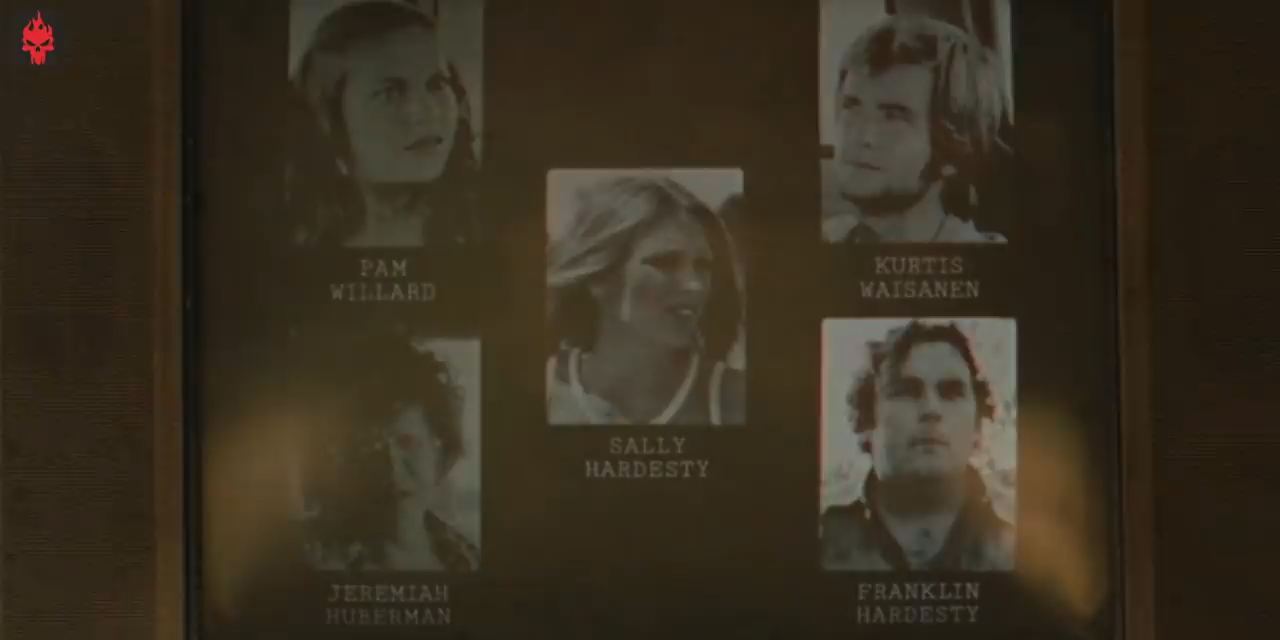 PAM
WILLARD
KURTIS
WAISANEN
SALLY
HARDESTY
JEREMIAH
HUBERMAN
FRANKLIN
HARDESTY